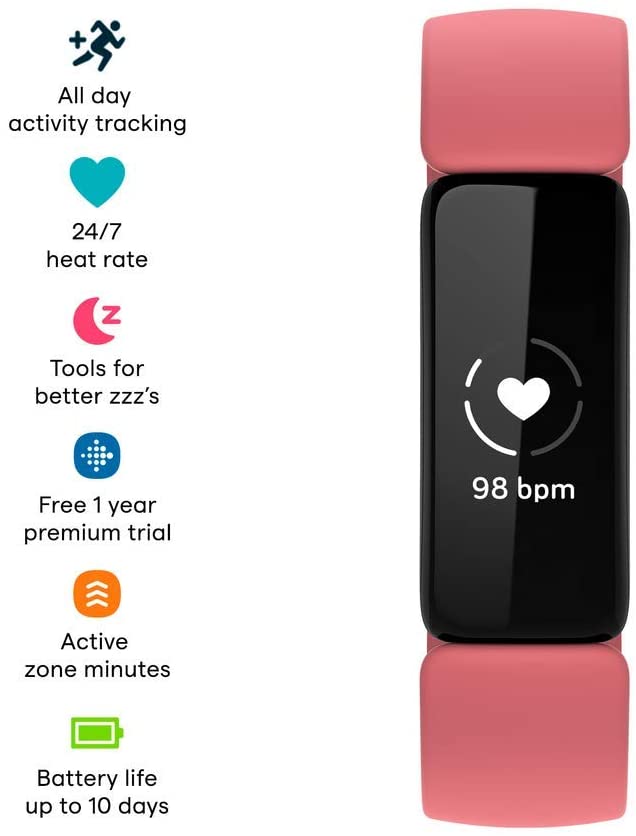 All day
activity tracking
24/7
heat rate
z
Tools for
better zzz's
Free 1 year
premium trial
Active
zone minutes
Battery life
up to 10 days
98 bpm